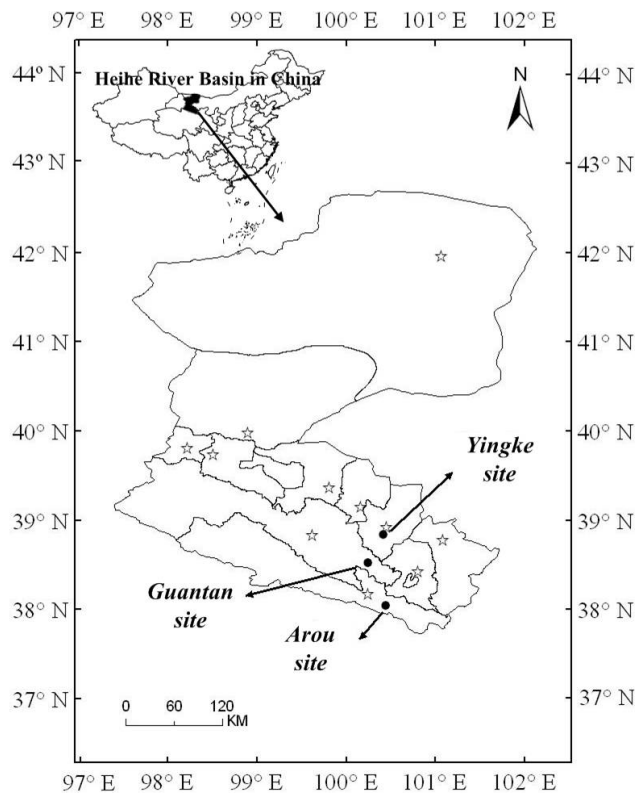 97° E 98° E 99° E 100° E 101° E 102° E
44° N 44° N
Heihe River Basin in China
N
43° N 43° N
42° N 42° N
41° N 41° N
40° N 40° N
Yingke
site
39° N 39° N
Guantan
site
38° N 38° N
Arou
site
37° N 37° N
0 60 120
KM
97° E 98° E 99° E 100° E 101° E 102° E